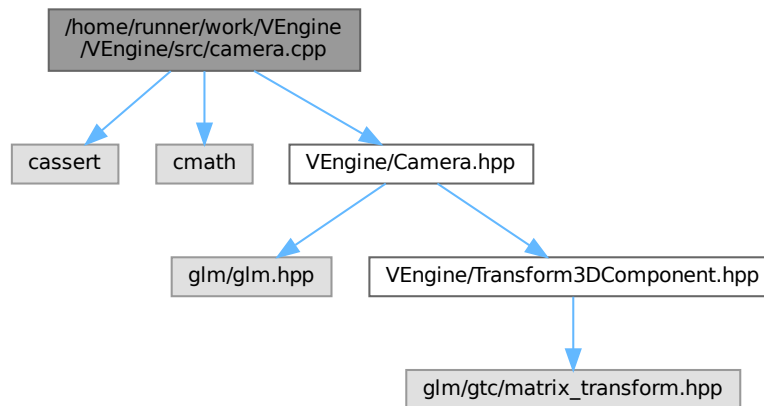 /home/runner/work/VEngine
/VEngine/src/camera.cpp
cassert
cmath
VEngine/Camera.hpp
glm/glm.hpp
VEngine/Transform3DComponent.hpp
glm/gtc/matrix_transform.hpp